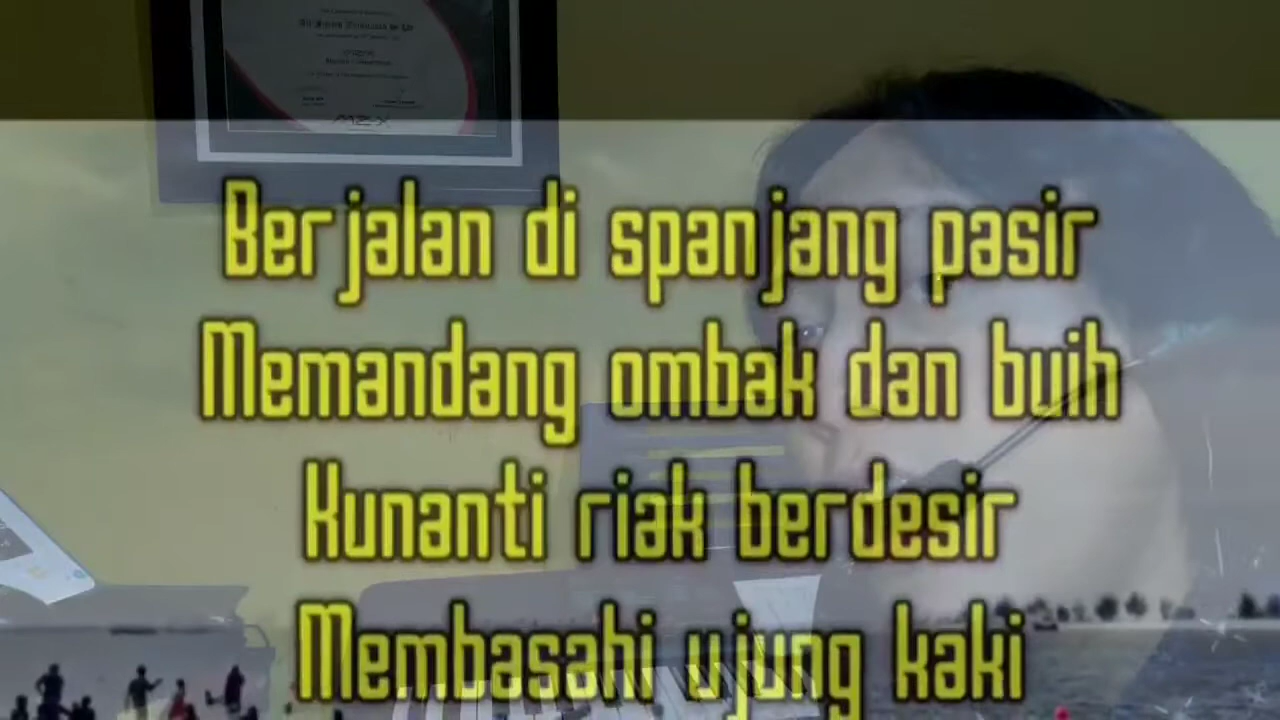 Berjalan di spanjang pasir
Memandang ombak dan buih
Kunanti riak berdesir
Membasahi ujung kaki